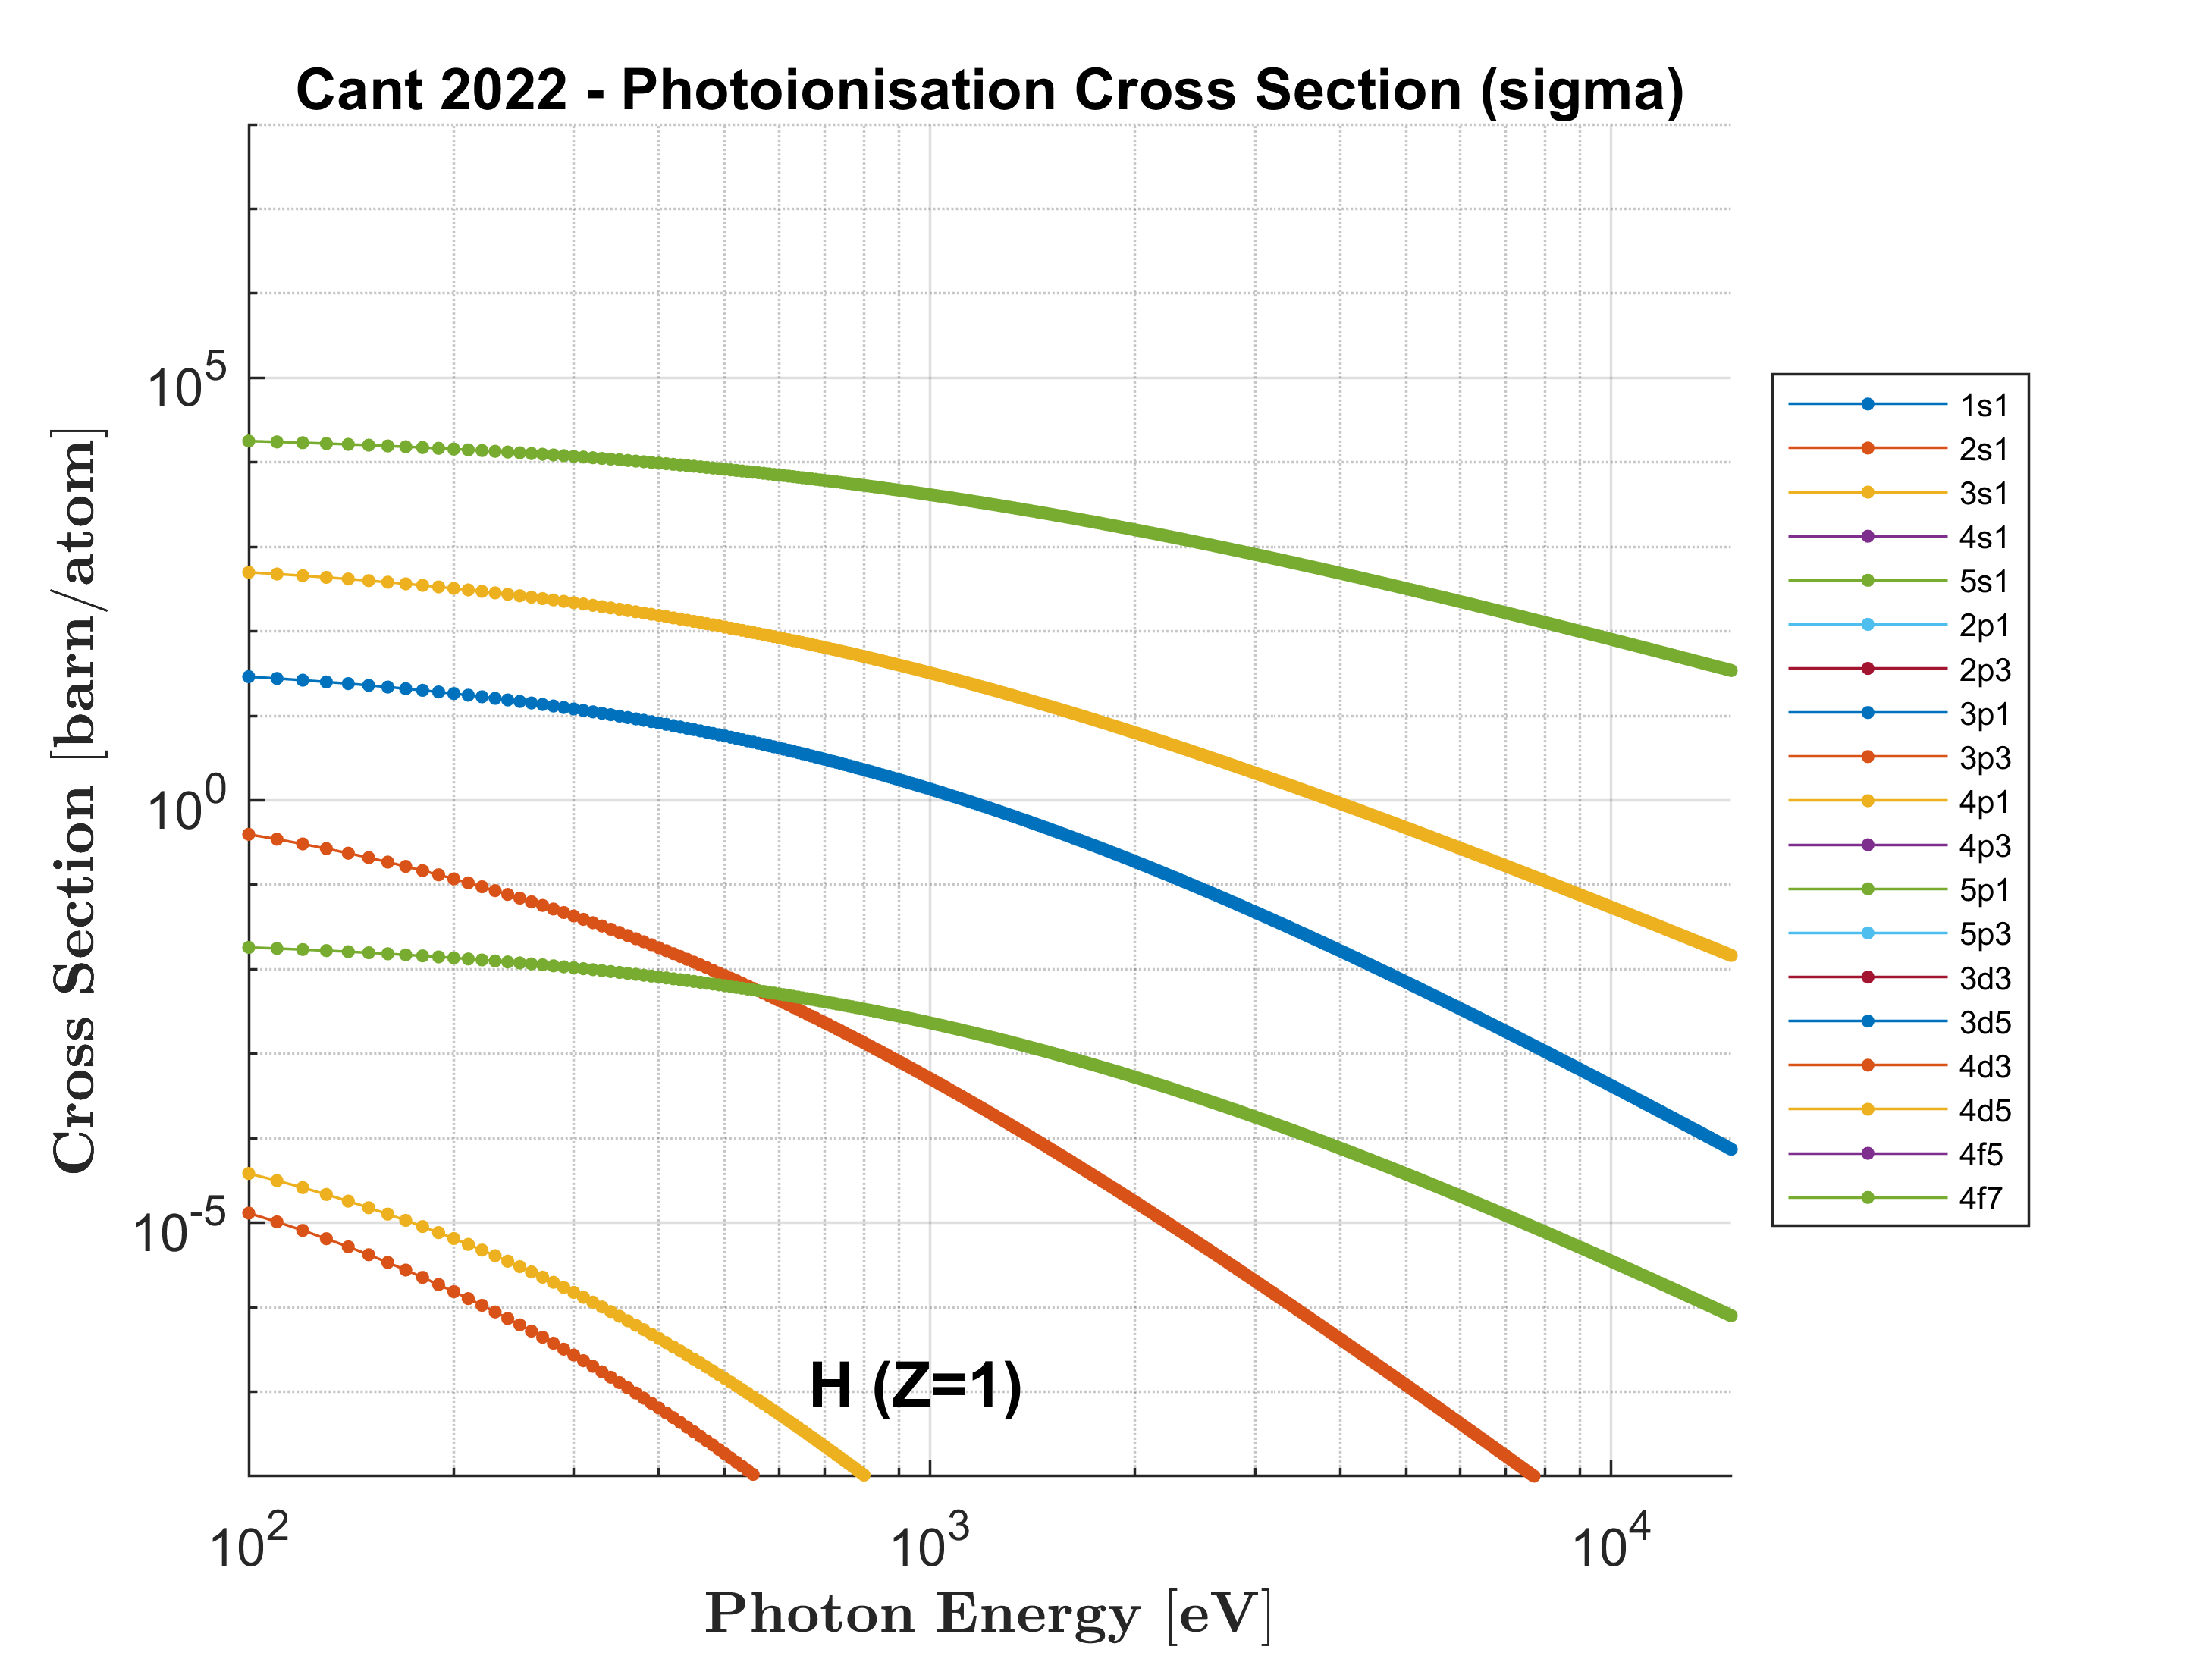 Cant 2022 - Photoionisation Cross Section (sigma)
Cross Section [barn/atom]
10^5
10^0
10^-5
H (Z=1)
10^2
10^3
10^4
Photon Energy [eV]
1s1
2s1
3s1
4s1
5s1
2p1
2p3
3p1
3p3
4p1
4p3
5p1
5p3
3d3
3d5
4d3
4d5
4f5
4f7